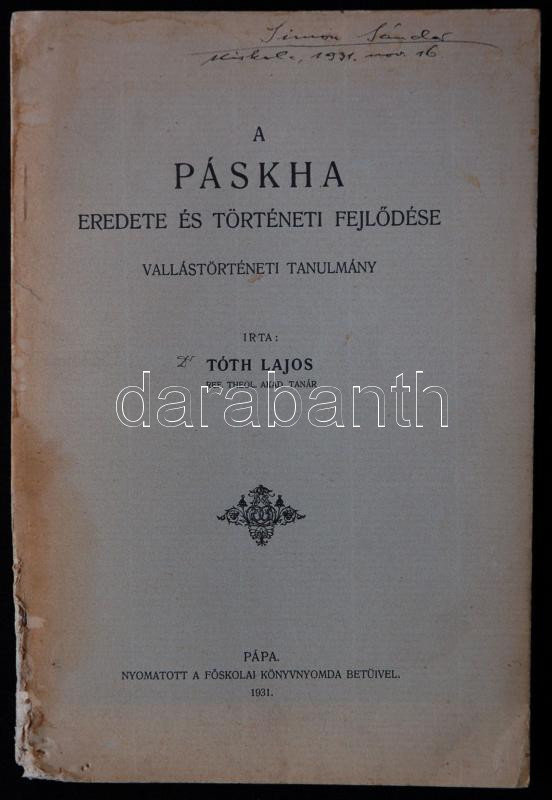 Simon Sándor
1931. nov. 16
A
PÁSKHA
EREDETE ÉS TÖRTÉNETI FEJLŐDÉSE
VALLÁSTÖRTÉNETI TANULMÁNY
IRTA:
Dr TÓTH LAJOS
REF. THEOL. AKAD. TANÁR
darabanth
PÁPA.
NYOMATOTT A FŐSKOLAI KÖNYVNYOMDA BETŰIVEL.
1931.